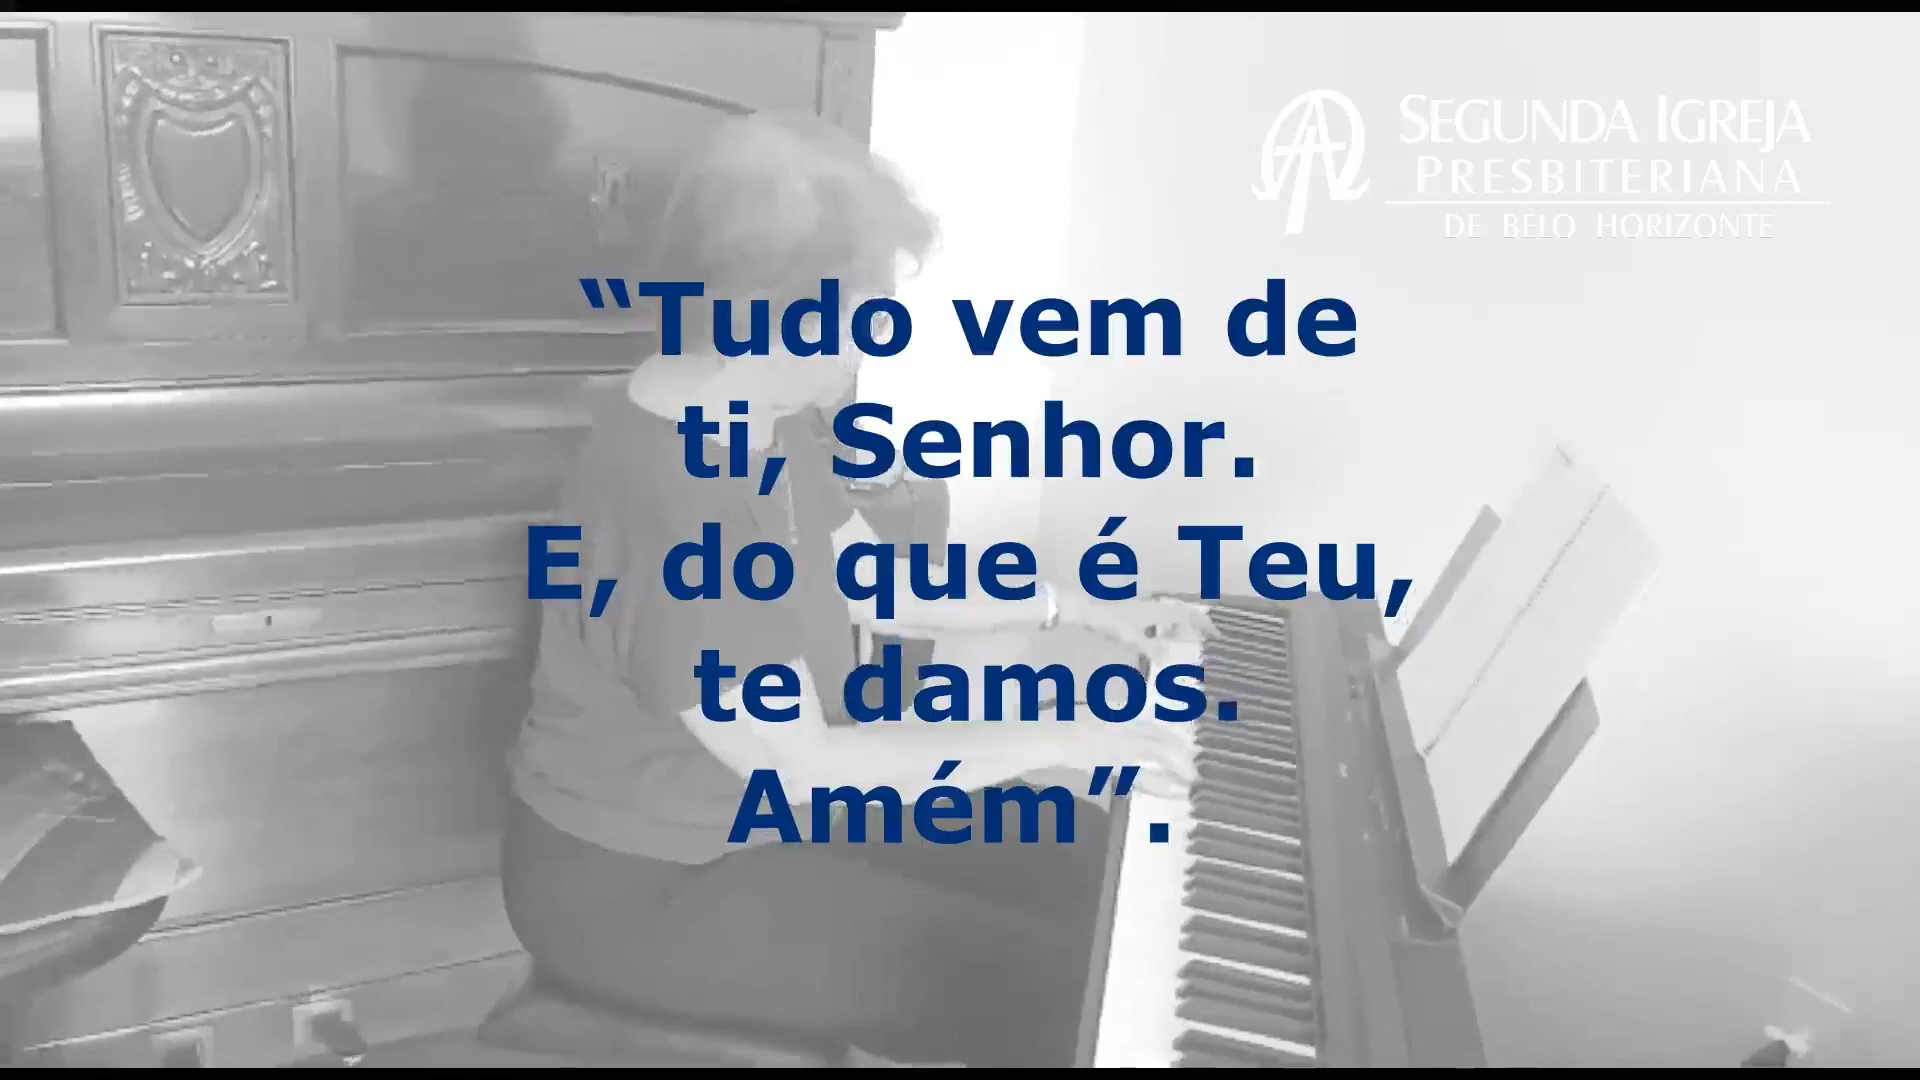 SEGUNDA IGREJA
PRESBITERIANA
DE BELO HORIZONTE
“Tudo vem de
ti, Senhor.
E, do que é Teu,
te damos.
Amém”.